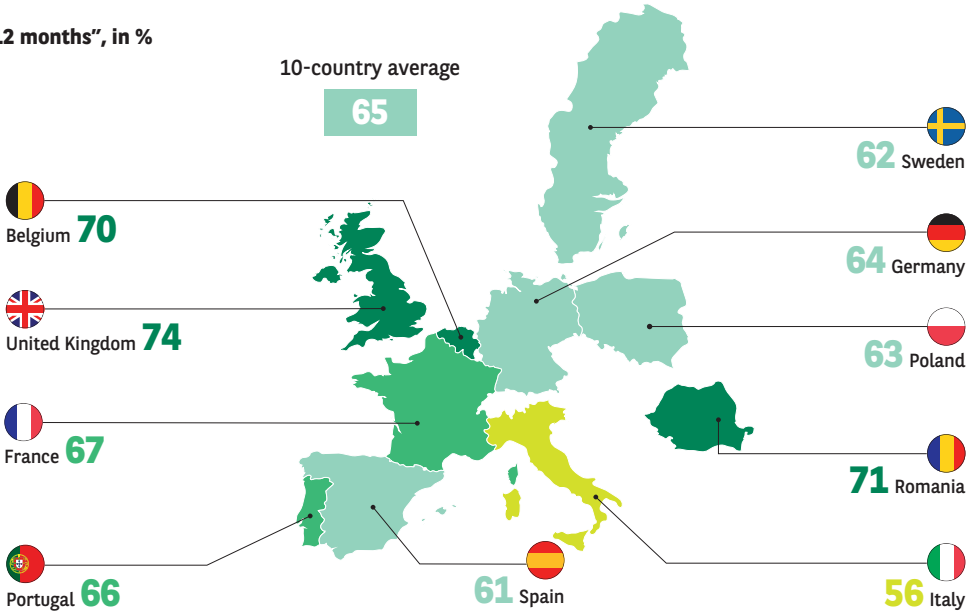 12 months”, in %
10-country average
65
62 Sweden
Belgium 70
64 Germany
United Kingdom 74
63 Poland
France 67
71 Romania
Portugal 66
61 Spain
56 Italy